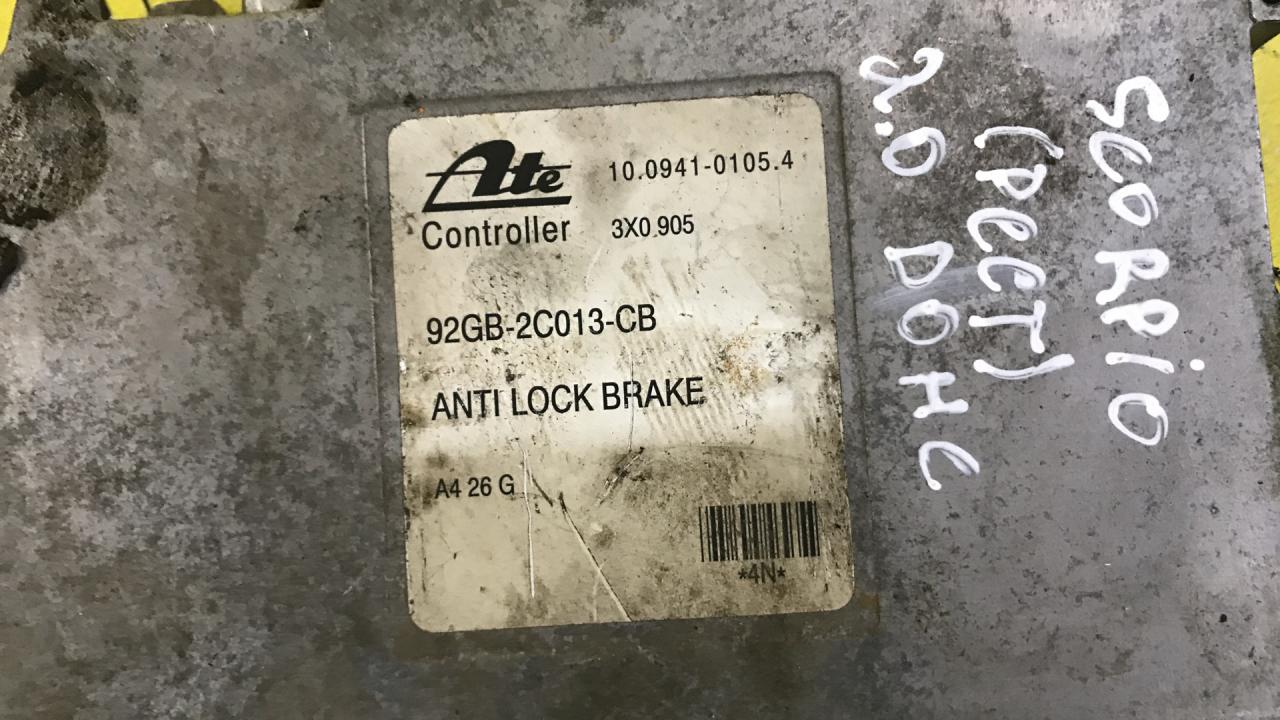 Ate
10.0941-0105.4
Controller
3X0.905
92GB-2C013-CB
ANTI LOCK BRAKE
A4 26 G
*4N*
SCORPiO
(РЕСТ)
2.0 DOHC